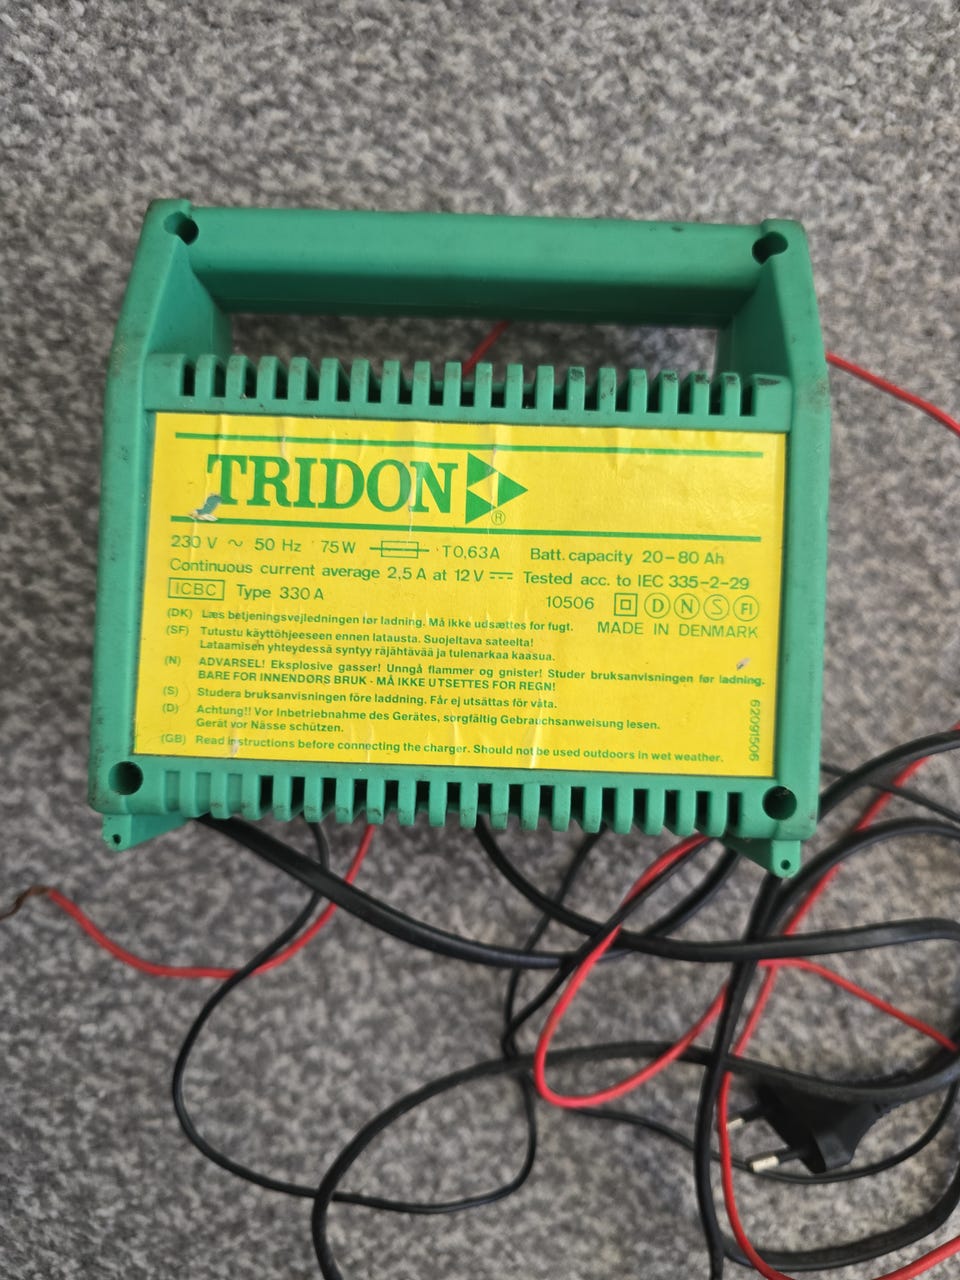 TRIDON ®
230 V ~ 50 Hz 75W T0,63A Batt. capacity 20-80 Ah
Continuous current average 2,5 A at 12 V Tested acc. to IEC 335-2-29
ICBC Type 330 A 10506 D N S FI
MADE IN DENMARK
(DK) Læs betjeningsvejledningen før ladning. Må ikke udsættes for fugt.
(SF) Tutustu käyttöhjeeseen ennen latausta. Suojeltava sateelta!
Lataamisen yhteydessä syntyy räjähtävää ja tulenarkaa kaasua.
(N) ADVARSEL! Eksplosive gasser! Unngå flammer og gnister! Studer bruksanvisningen før ladning.
BARE FOR INNENDØRS BRUK - MÅ IKKE UTSETTES FOR REGN!
(S) Studera bruksanvisningen före laddning. Får ej utsättas för väta.
(D) Achtung!! Vor Inbetriebnahme des Gerätes, sorgfältig Gebrauchsanweisung lesen.
Gerät vor Nässe schützen.
(GB) Read instructions before connecting the charger. Should not be used outdoors in wet weather.
62091506